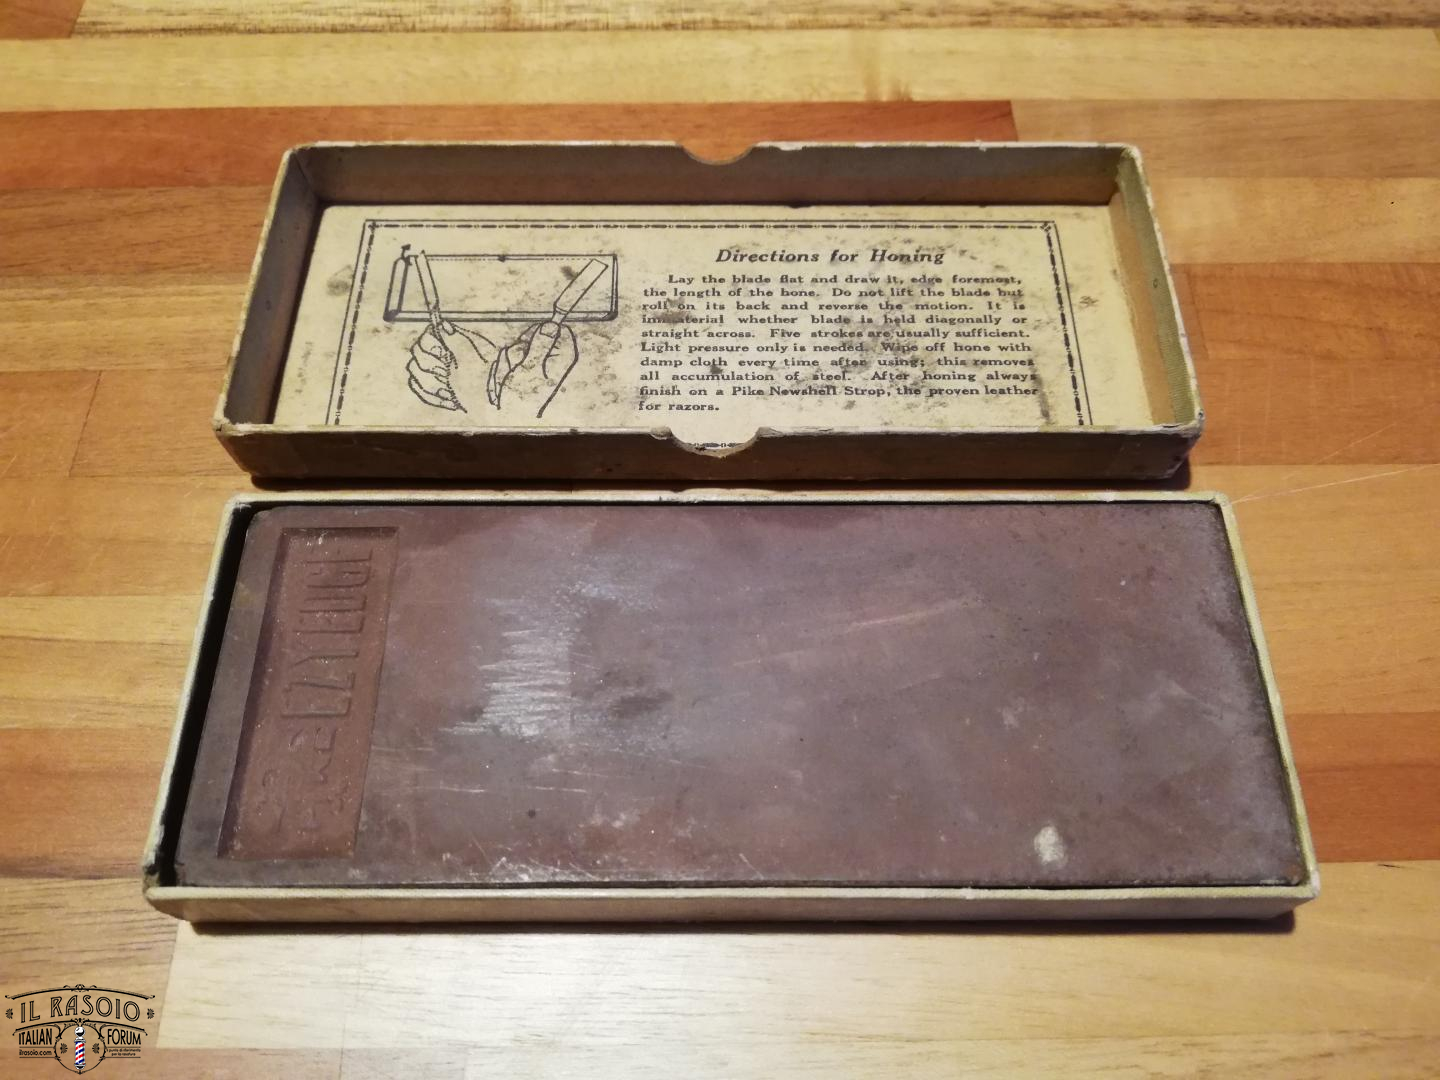 Directions for Honing
Lay the blade flat and draw it, edge foremost,
the length of the hone. Do not lift the blade but
roll on its back and reverse the motion. It is
immaterial whether blade is held diagonally or
straight across. Five strokes are usually sufficient.
Light pressure only is needed. Wipe off hone with
damp cloth every time after using; this removes
all accumulation of steel. After honing always
finish on a Pike Newshell Strop, the proven leather
for razors.
EZYEDGE
IL RASOIO
ITALIAN FORUM
ilrasoio.com